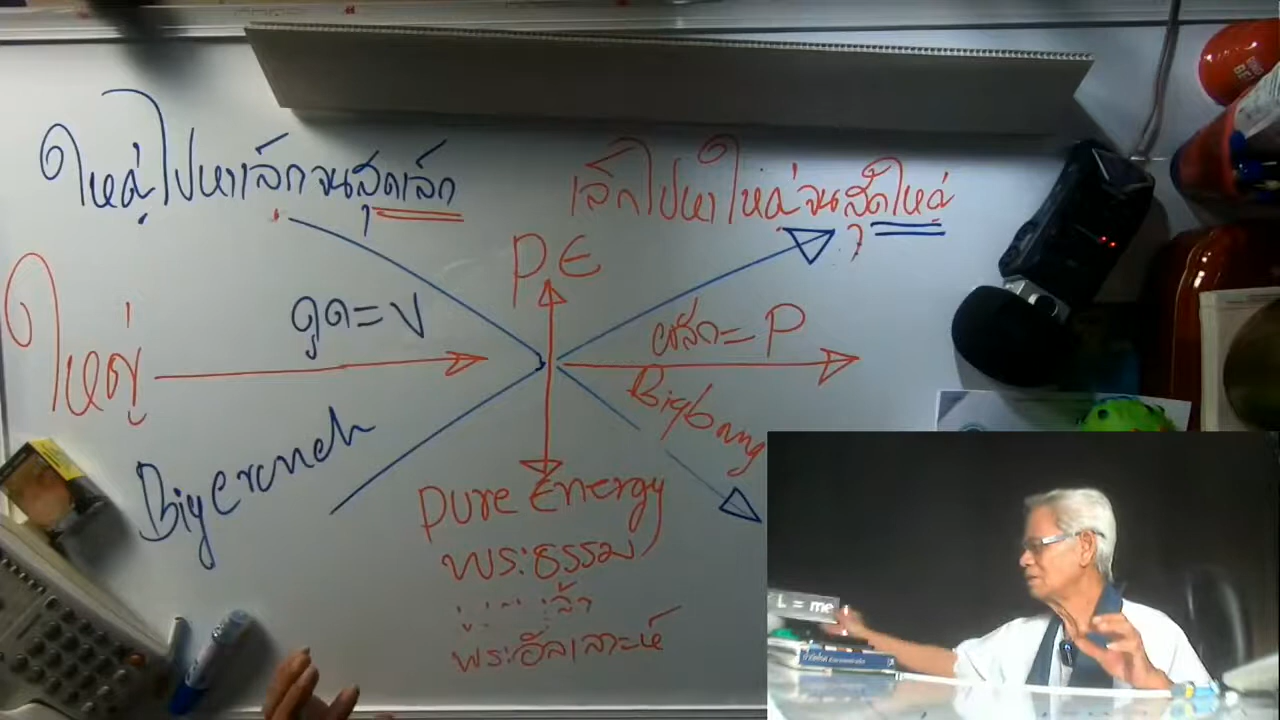 ใหญ่ไปหาเล็กจนสุดเล็ก
เล็กไปหาใหญ่จนสุดใหญ่
PE
ใหญ่
ดูด=V
ผลัก=P
Bigbang
Bigcrunch
Pure Energy
พระธรรม
พระอัลเลาะห์
L = me